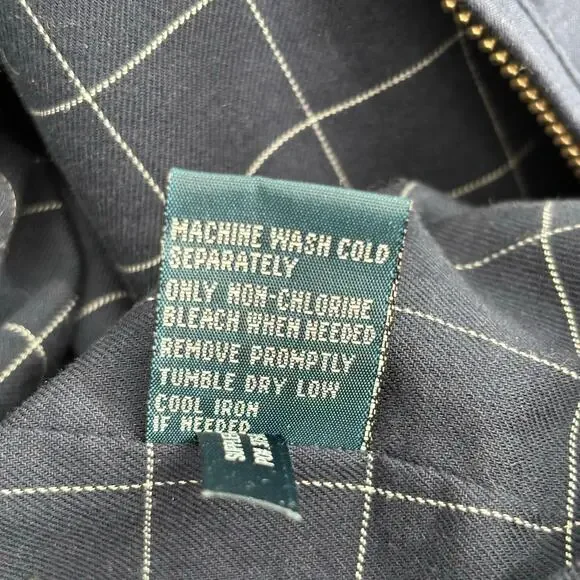 MACHINE WASH COLD
SEPARATELY
ONLY NON-CHLORINE
BLEACH WHEN NEEDED
REMOVE PROMPTLY
TUMBLE DRY LOW
COOL IRON
IF NEEDED